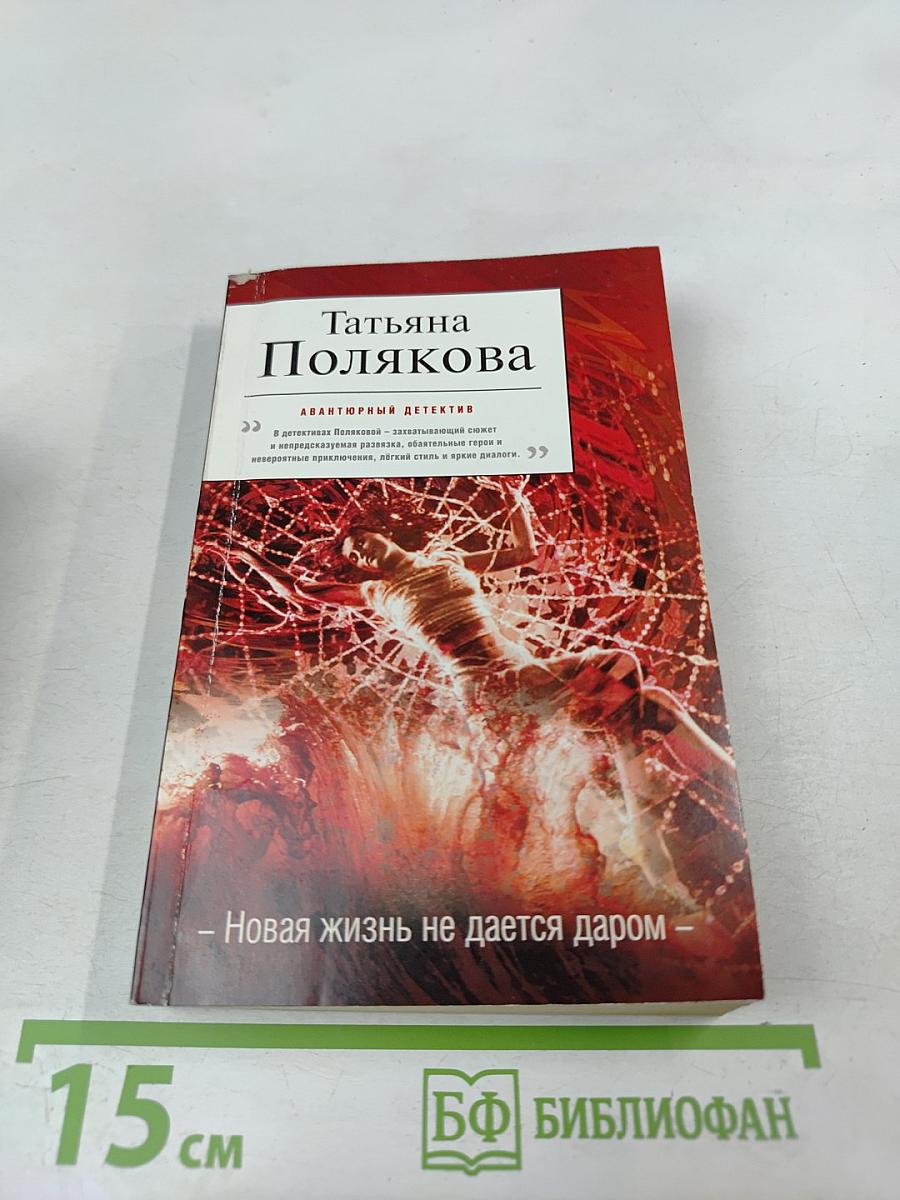 Татьяна
Полякова
АВАНТЮРНЫЙ ДЕТЕКТИВ
”
В детективах Поляковой – захватывающий сюжет
и непредсказуемая развязка, обаятельные герои и
невероятные приключения, лёгкий стиль и яркие диалоги. ”
– Новая жизнь не дается даром –
15 см
БФ БИБЛИОФАН